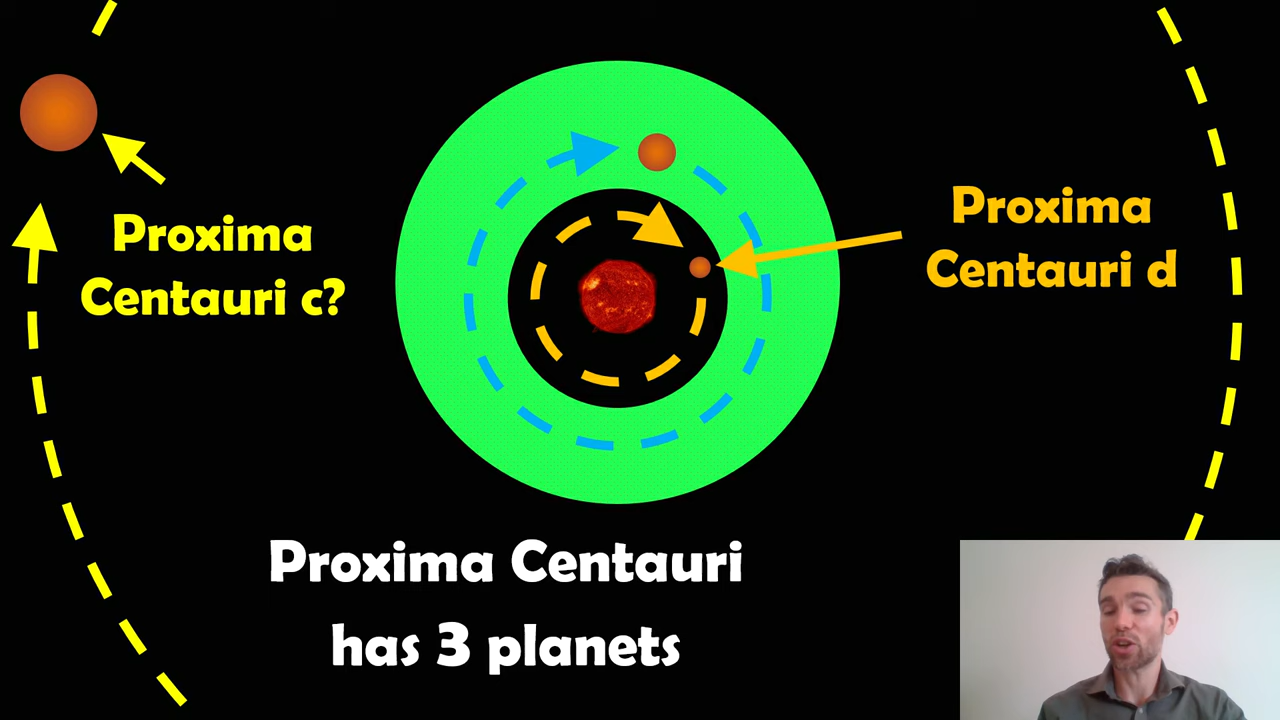 Proxima
Centauri c?
Proxima
Centauri d
Proxima Centauri
has 3 planets